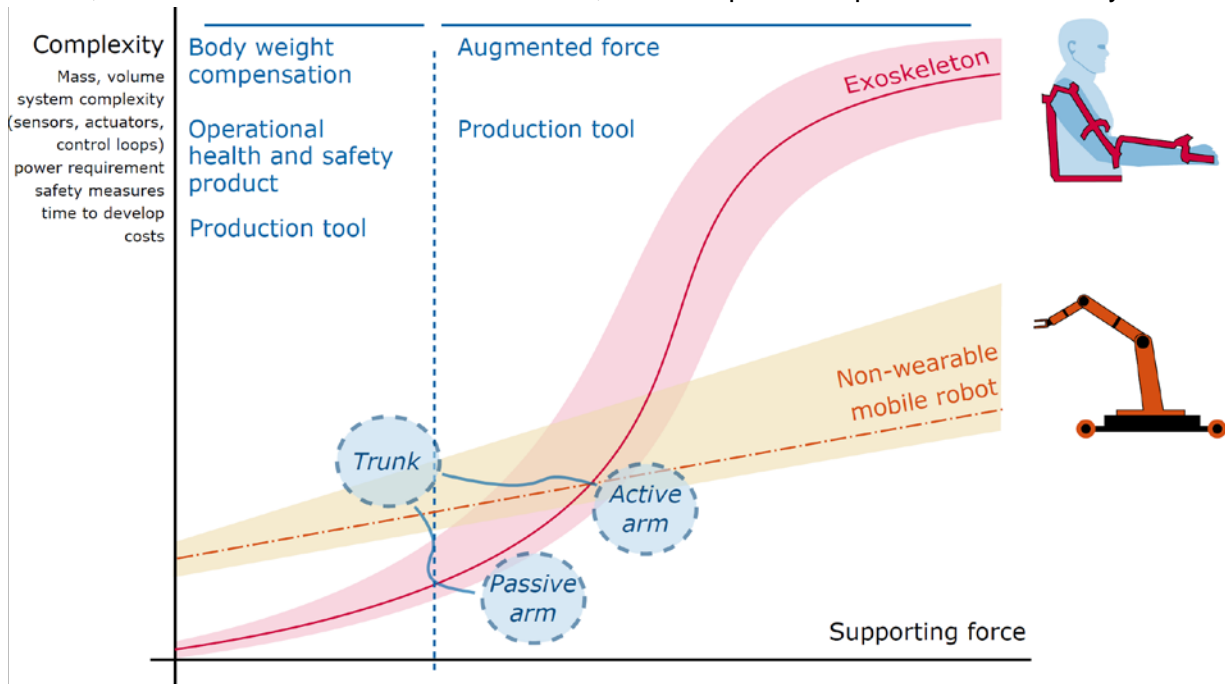 Complexity
Mass, volume
system complexity
(sensors, actuators,
control loops)
power requirement
safety measures
time to develop
costs
Body weight
compensation
Operational
health and safety
product
Production tool
Augmented force
Production tool
Exoskeleton
Non-wearable
mobile robot
Trunk
Active
arm
Passive
arm
Supporting force